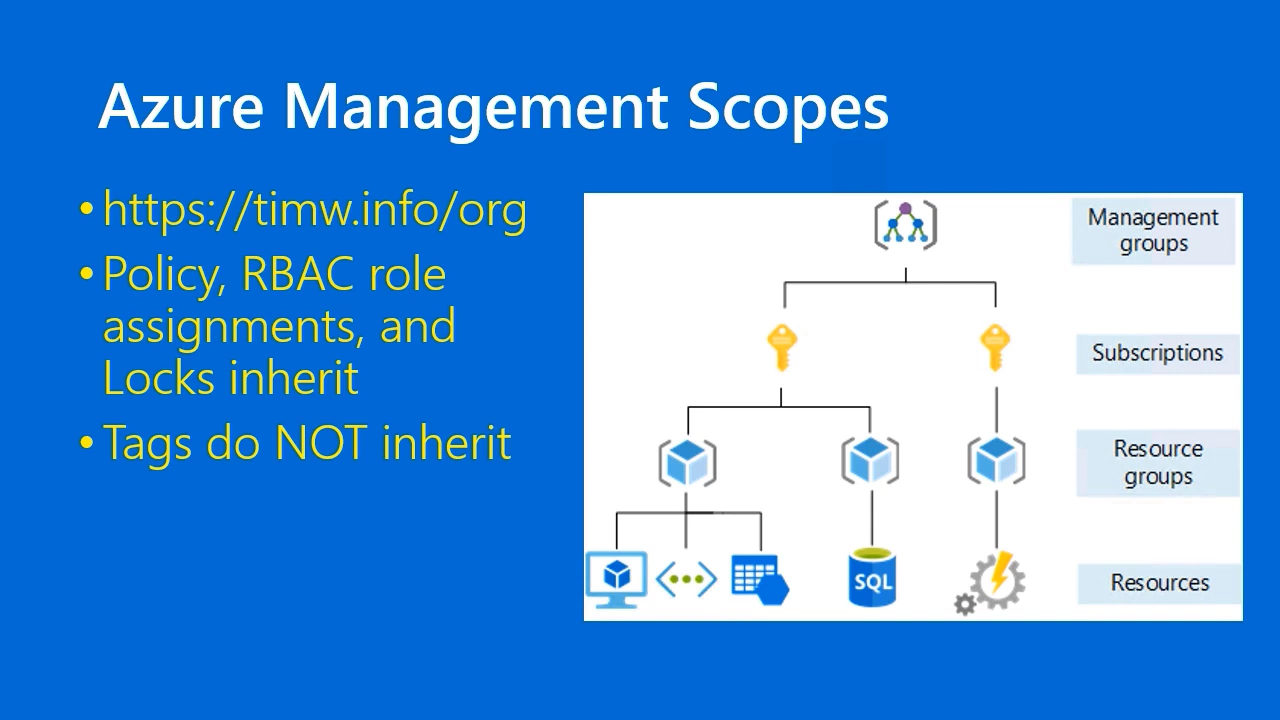 Azure Management Scopes
• https://timw.info/org
• Policy, RBAC role
assignments, and
Locks inherit
• Tags do NOT inherit
Management
groups
Subscriptions
Resource
groups
SQL
Resources